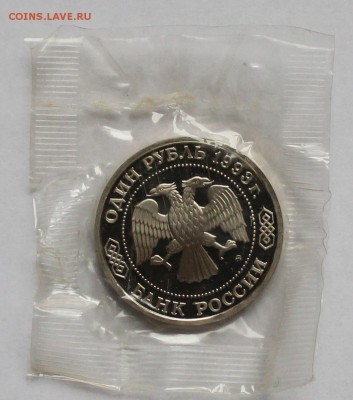 COINS.LAVE.RU
ОДИН РУБЛЬ 1993 г.
БАНК РОССИИ